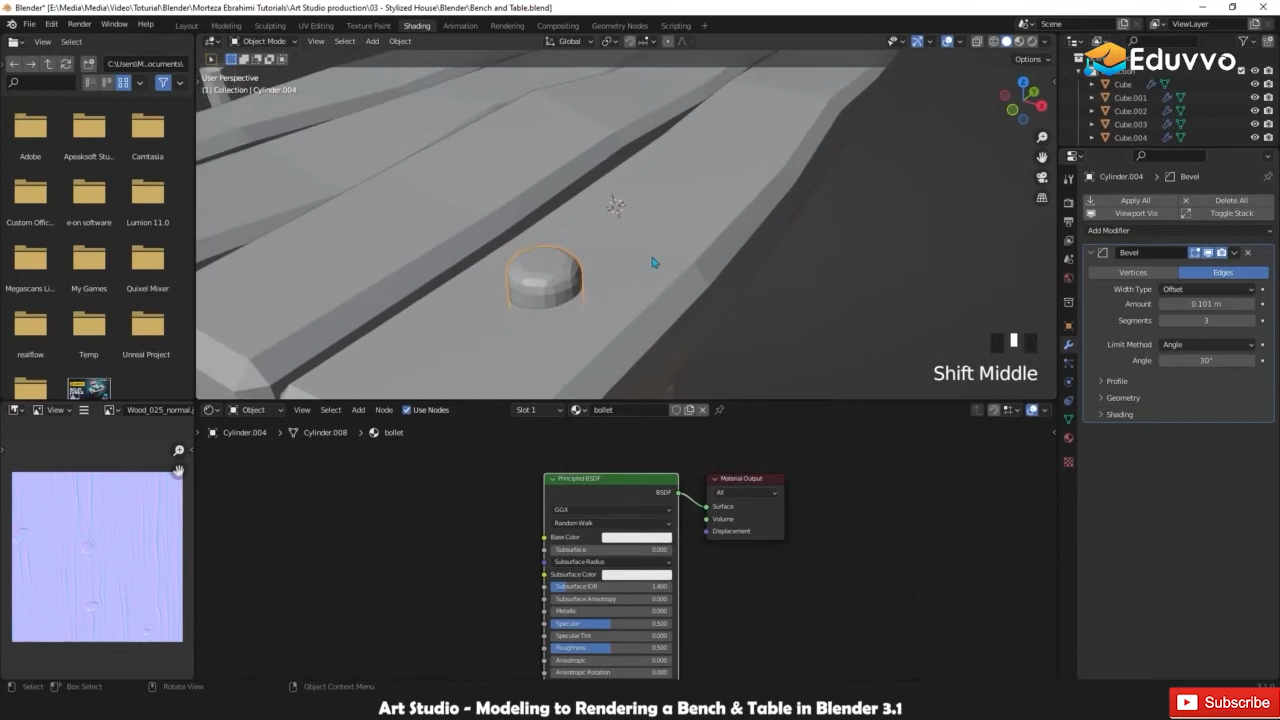 Blender* [E:\Media\Media\Video\Toturial\Blender\Morteza Ebrahimi Tutorials\Art Studio production\03 - Stylized House\Blender\Bench and Table.blend]
File Edit Render Window Help Layout Modeling Sculpting UV Editing Texture Paint Shading Animation Rendering Compositing Geometry Nodes Scripting + Scene ViewLayer
View Select Object Mode View Select Add Object Global
C:\Users\M...ocuments\ Options
Eduvvo
User Perspective
(1) Collection | Cylinder.004
Z
Y
X
Cube
Cube.001
Cube.002
Cube.003
Cube.004
Adobe Apeaksoft Stu... Camtasia
Custom Offic... e-on software Lumion 11.0
Megascans Li... My Games Quixel Mixer
realflow Temp Unreal Project
Cylinder.004 Bevel
Apply All Delete All
Viewport Vis Toggle Stack
Add Modifier
Bevel
Vertices Edges
Width Type Offset
Amount 0.101 m
Segments 3
Limit Method Angle
Angle 30°
Profile
Geometry
Shading
Shift Middle
View Wood_025_normal.j
Object View Select Add Node Use Nodes Slot 1 bollet
Cylinder.004 Cylinder.008 bollet
Principled BSDF
BSDF
GGX
Random Walk
Base Color
Subsurface 0.000
Subsurface Radius
Subsurface Color
Subsurface IOR 1.400
Subsurface Anisotropy 0.000
Metallic 0.000
Specular 0.500
Specular Tint 0.000
Roughness 0.500
Anisotropic 0.000
Anisotropic Rotation 0.000
Material Output
All
Surface
Volume
Displacement
Select Box Select Rotate View Object Context Menu
Art Studio - Modeling to Rendering a Bench & Table in Blender 3.1
Subscribe